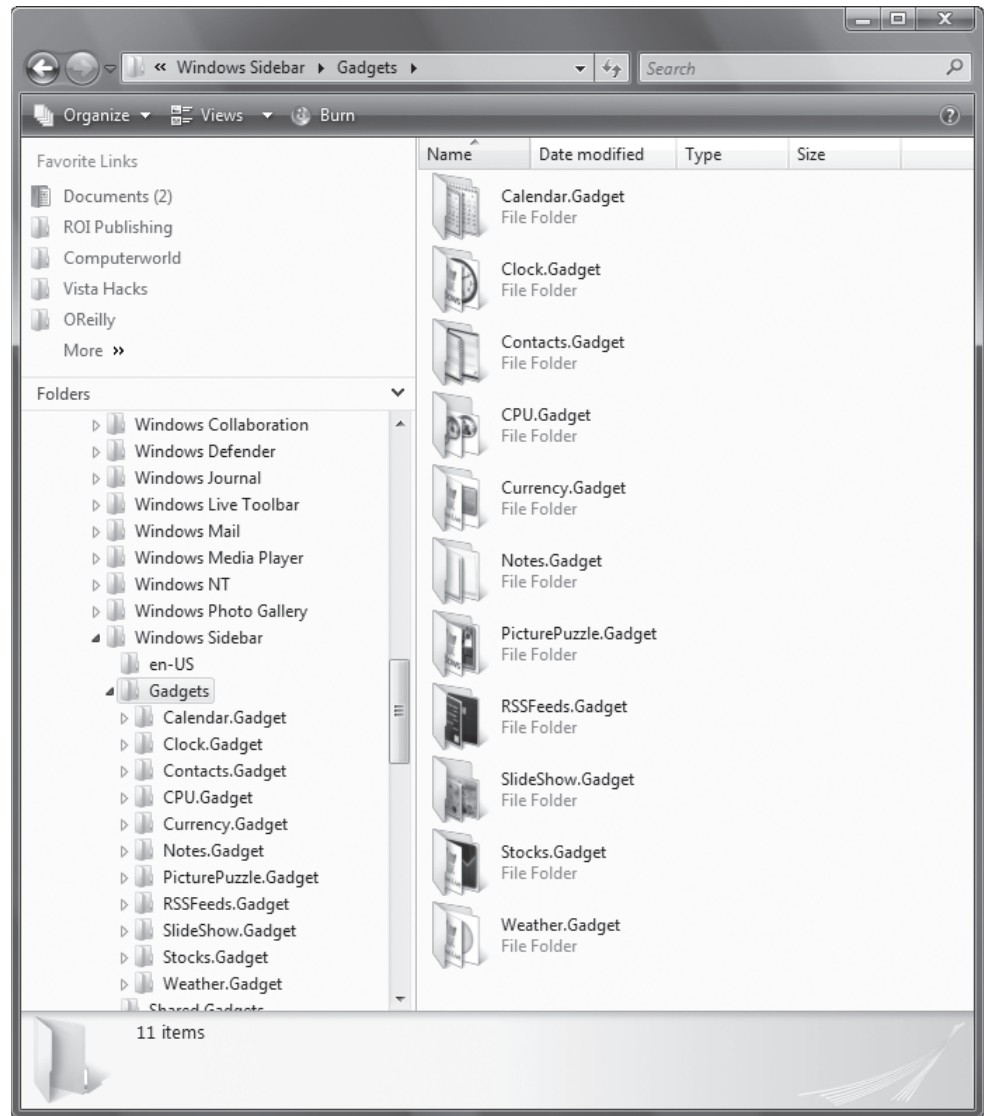 « Windows Sidebar ▸ Gadgets ▸
Search
Organize Views Burn
Favorite Links
Documents (2)
ROI Publishing
Computerworld
Vista Hacks
OReilly
More »
Folders
Windows Collaboration
Windows Defender
Windows Journal
Windows Live Toolbar
Windows Mail
Windows Media Player
Windows NT
Windows Photo Gallery
Windows Sidebar
en-US
Gadgets
Calendar.Gadget
Clock.Gadget
Contacts.Gadget
CPU.Gadget
Currency.Gadget
Notes.Gadget
PicturePuzzle.Gadget
RSSFeeds.Gadget
SlideShow.Gadget
Stocks.Gadget
Weather.Gadget
Shared Gadgets
Name Date modified Type Size
Calendar.Gadget
File Folder
Clock.Gadget
File Folder
Contacts.Gadget
File Folder
CPU.Gadget
File Folder
Currency.Gadget
File Folder
Notes.Gadget
File Folder
PicturePuzzle.Gadget
File Folder
RSSFeeds.Gadget
File Folder
SlideShow.Gadget
File Folder
Stocks.Gadget
File Folder
Weather.Gadget
File Folder
11 items